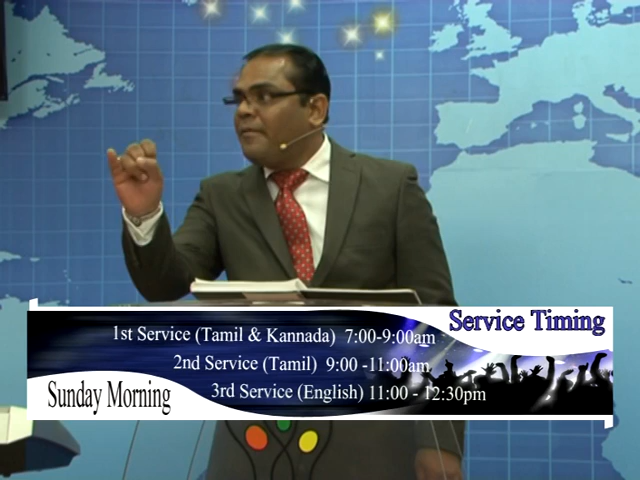 Service Timing
1st Service (Tamil & Kannada) 7:00-9:00am
2nd Service (Tamil) 9:00 -11:00am
3rd Service (English) 11:00 - 12:30pm
Sunday Morning